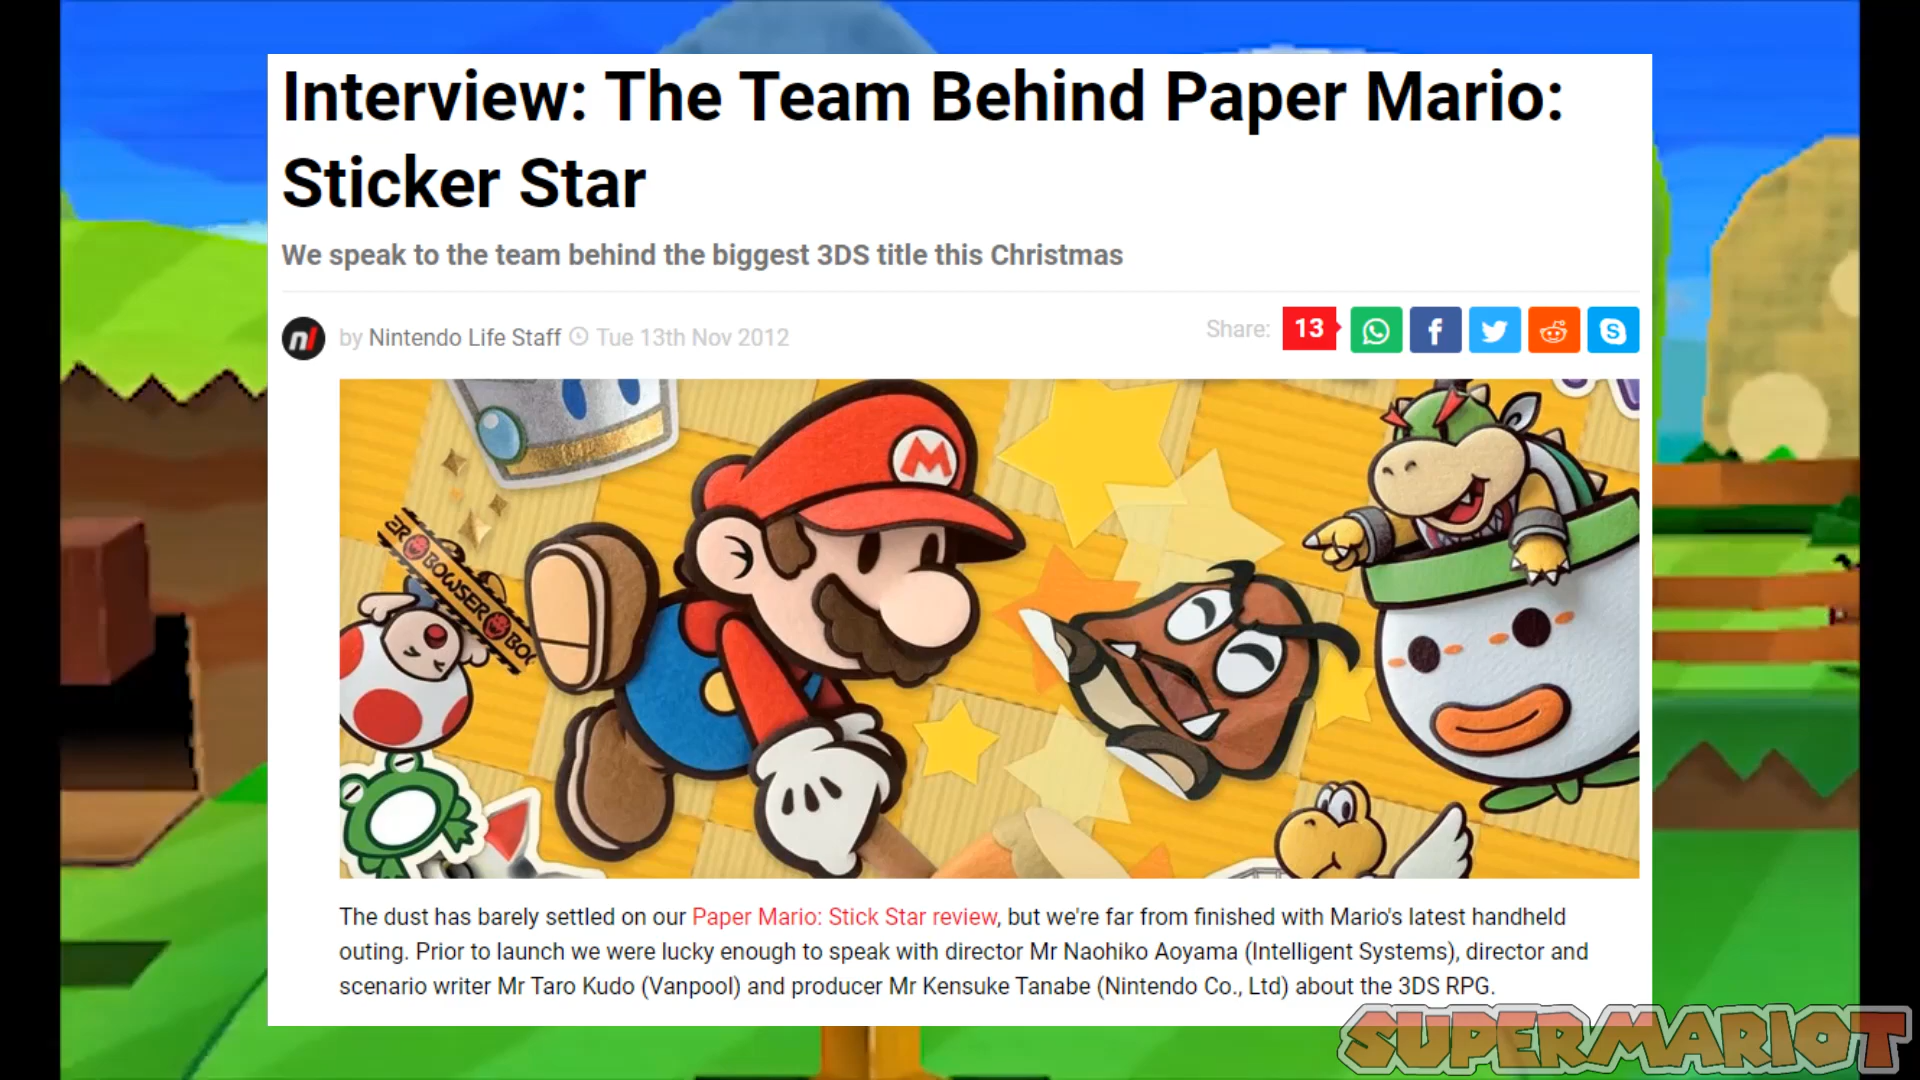 Interview: The Team Behind Paper Mario:
Sticker Star
We speak to the team behind the biggest 3DS title this Christmas
nl by Nintendo Life Staff Tue 13th Nov 2012
Share: 13
M
ER BOWSER BOW
The dust has barely settled on our Paper Mario: Stick Star review, but we're far from finished with Mario's latest handheld
outing. Prior to launch we were lucky enough to speak with director Mr Naohiko Aoyama (Intelligent Systems), director and
scenario writer Mr Taro Kudo (Vanpool) and producer Mr Kensuke Tanabe (Nintendo Co., Ltd) about the 3DS RPG.
SUPERMARIOT